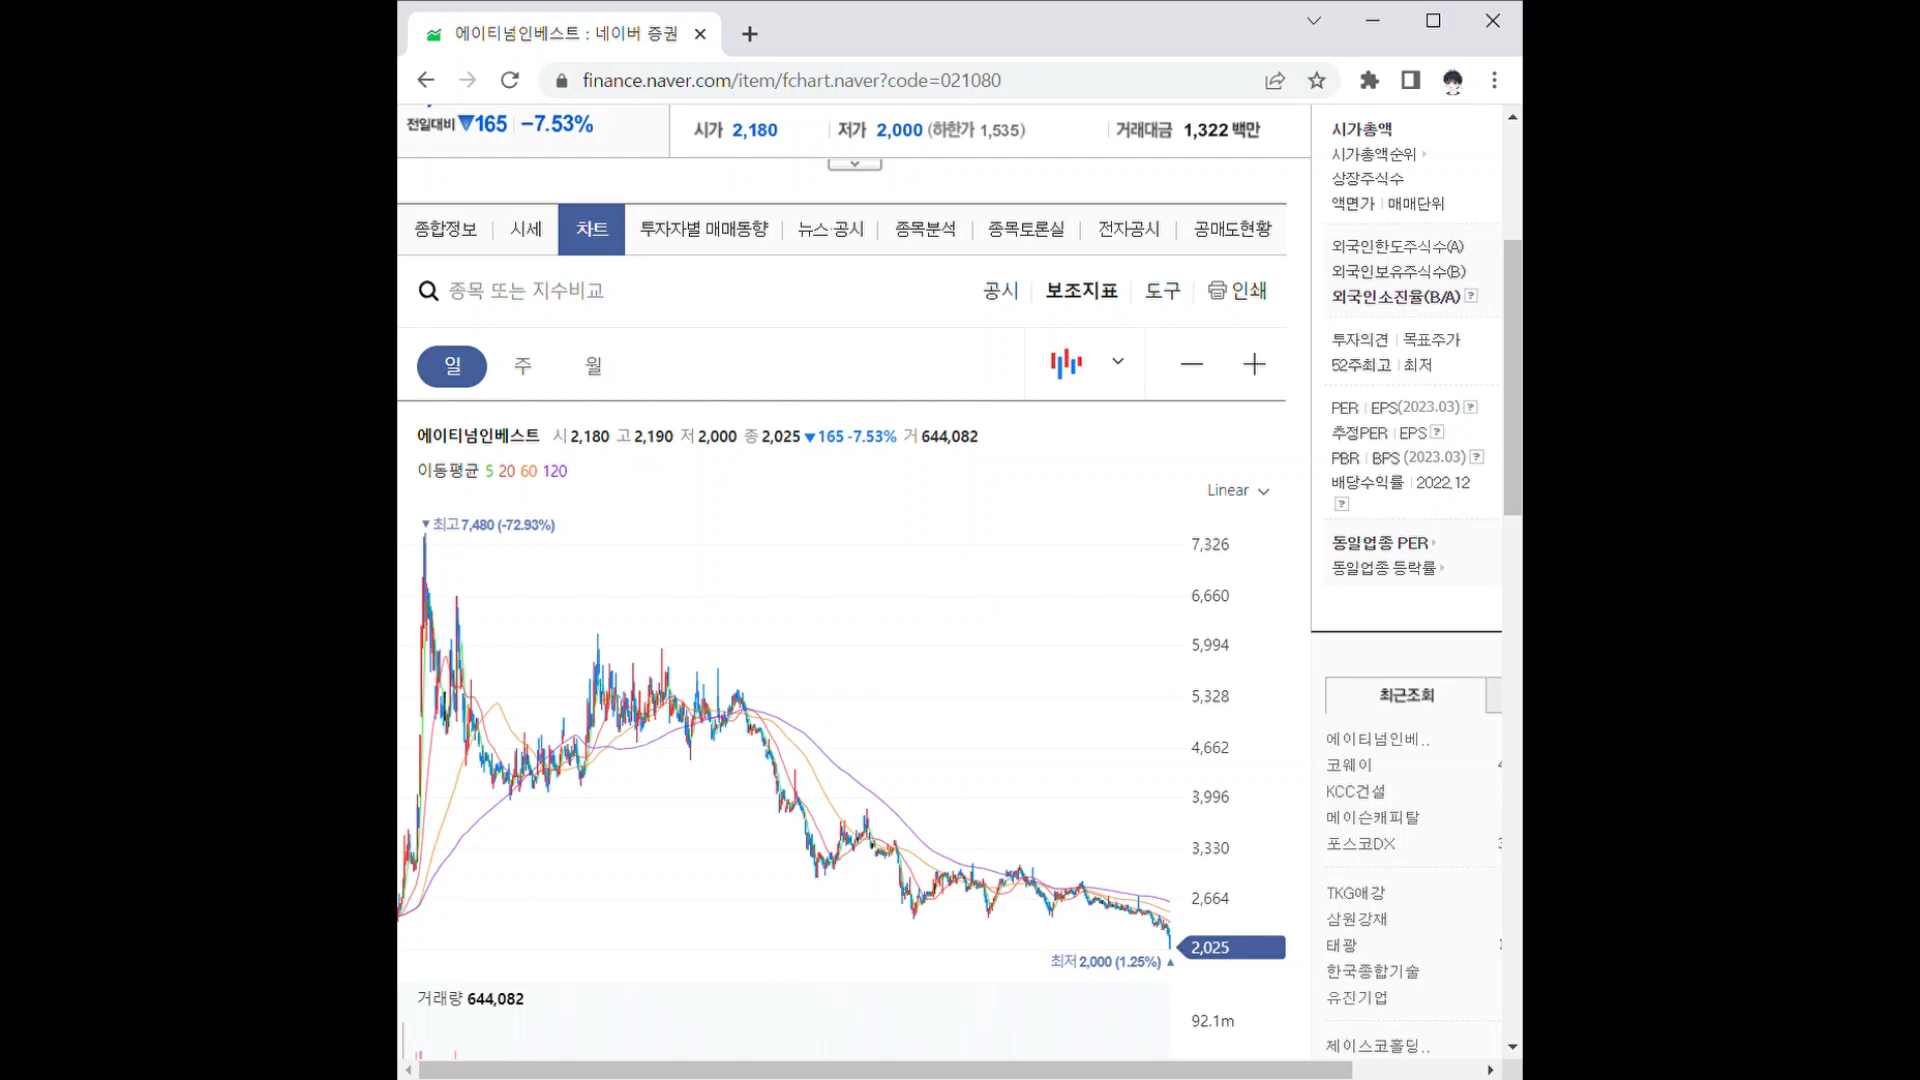 에이티넘인베스트 : 네이버 증권
finance.naver.com/item/fchart.naver?code=021080
전일대비 ▼165 −7.53%
시가 2,180 저가 2,000 (하한가 1,535) 거래대금 1,322 백만
종합정보 시세 차트 투자자별 매매동향 뉴스·공시 종목분석 종목토론실 전자공시 공매도현황
종목 또는 지수비교 공시 보조지표 도구 인쇄
일 주 월
에이티넘인베스트 시 2,180 고 2,190 저 2,000 종 2,025 ▼165 -7.53% 거 644,082
이동평균 5 20 60 120
Linear
▼최고 7,480 (-72.93%)
7,326
6,660
5,994
5,328
4,662
3,996
3,330
2,664
2,025
최저 2,000 (1.25%) ▲
거래량 644,082
92.1m
시가총액
시가총액순위
상장주식수
액면가 매매단위
외국인한도주식수(A)
외국인보유주식수(B)
외국인소진율(B/A) ?
투자의견 목표주가
52주최고 최저
PER EPS(2023.03) ?
추정PER EPS ?
PBR BPS (2023.03) ?
배당수익률 2022.12
?
동일업종 PER
동일업종 등락률
최근조회
에이티넘인베..
코웨이
KCC건설
메이슨캐피탈
포스코DX
TKG애강
삼원강재
태광
한국종합기술
유진기업
제이스코홀딩..